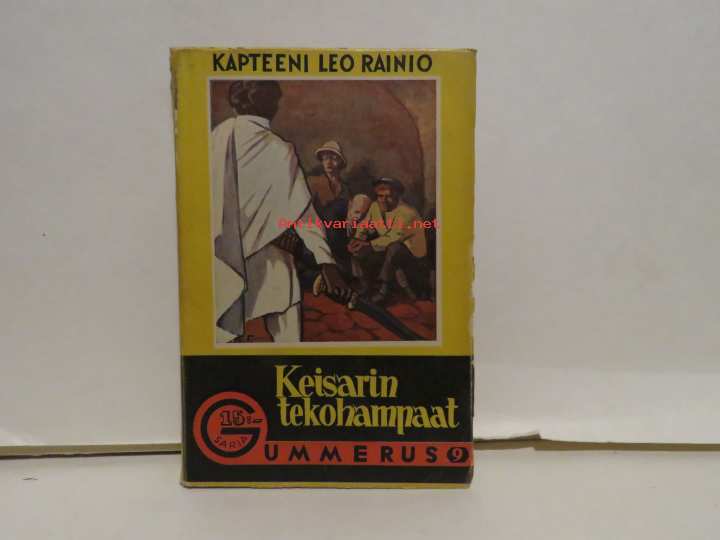 KAPTEENI LEO RAINIO
Antikvariaatti.net
Keisarin
tekohampaat
15:-
SARJA
GUMMERUS 9